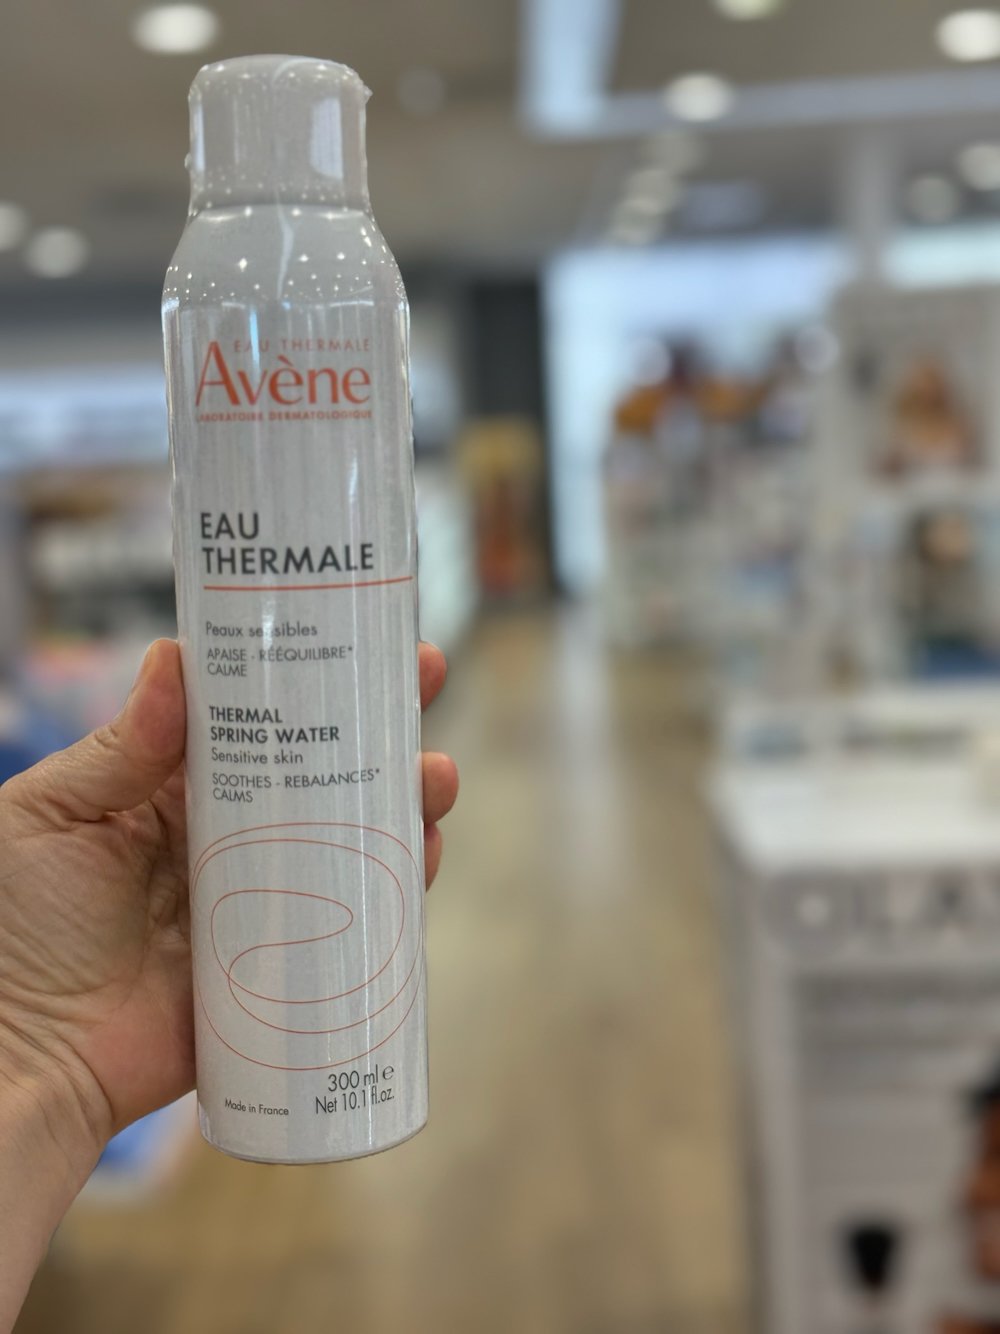 EAU THERMALE
Avène
LABORATOIRE DERMATOLOGIQUE
EAU
THERMALE
Peaux sensibles
APAISE - RÉÉQUILIBRE*
CALME
THERMAL
SPRING WATER
Sensitive skin
SOOTHES - REBALANCES*
CALMS
300 ml e
Net 10.1 fl.oz.
Made in France
OLAY